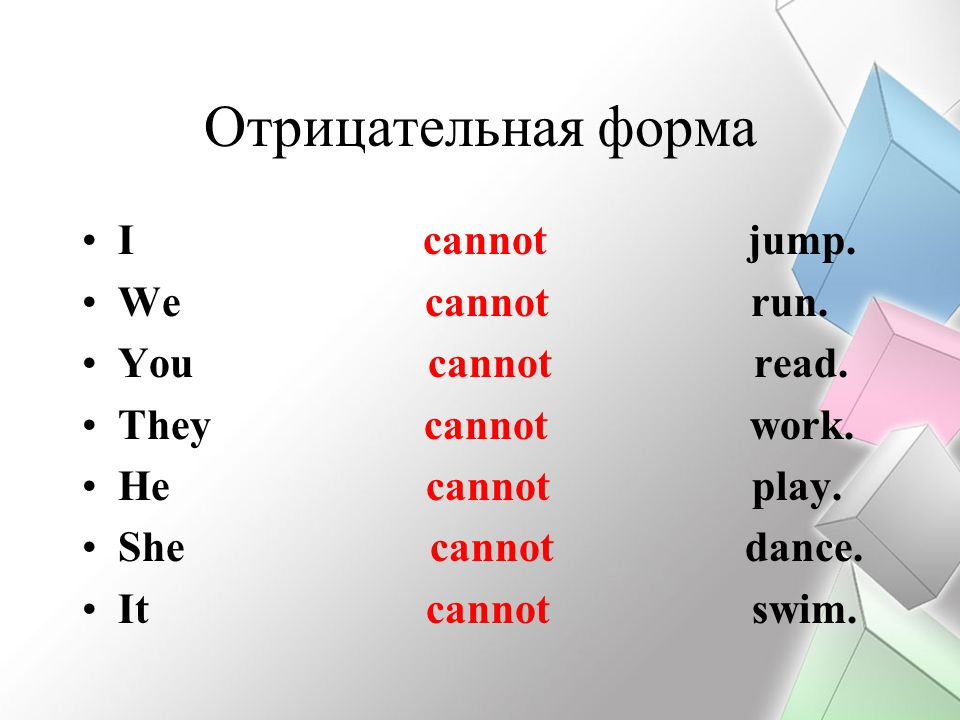 Отрицательная форма
• I cannot jump.
• We cannot run.
• You cannot read.
• They cannot work.
• He cannot play.
• She cannot dance.
• It cannot swim.